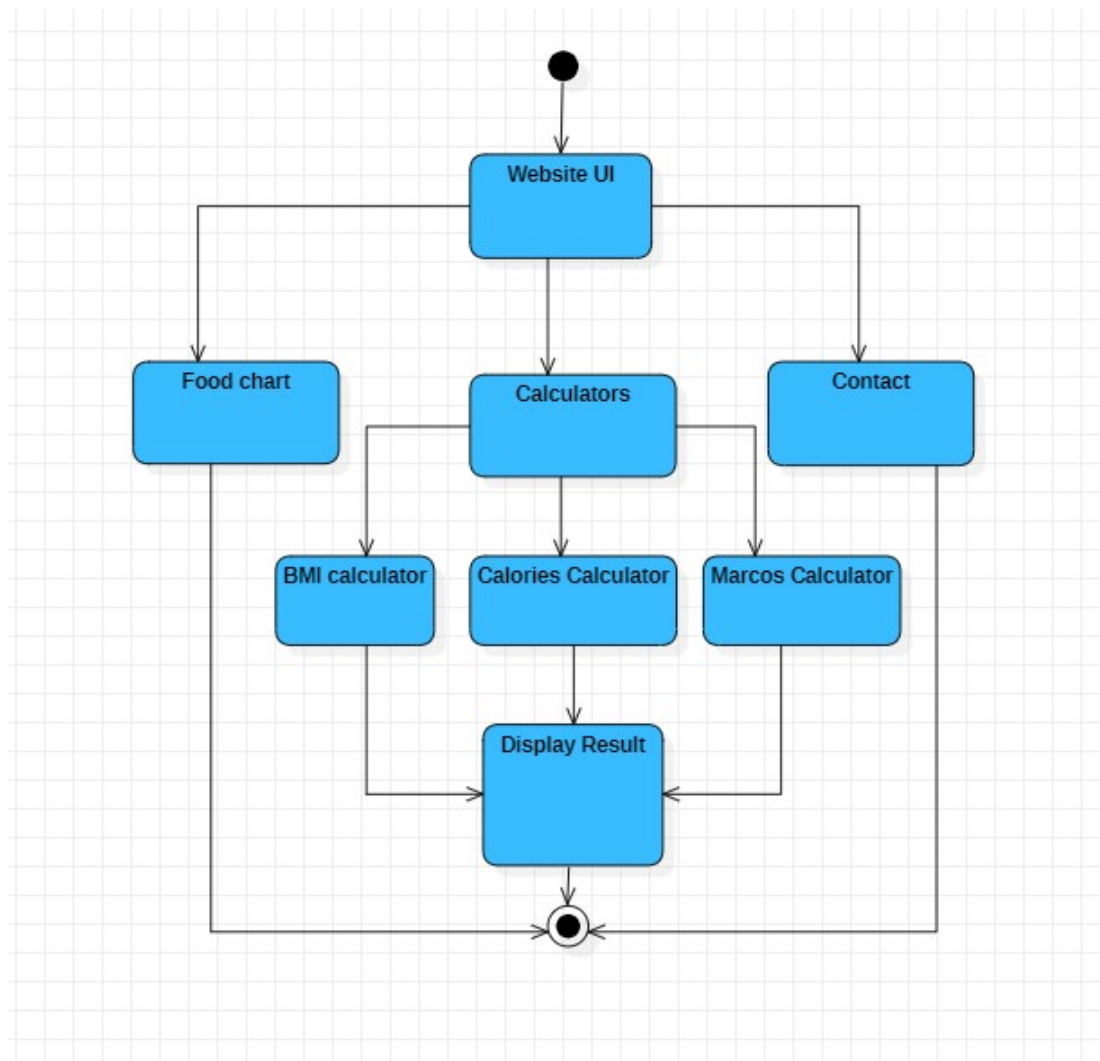 Website UI
Food chart
Calculators
Contact
BMI calculator
Calories Calculator
Marcos Calculator
Display Result